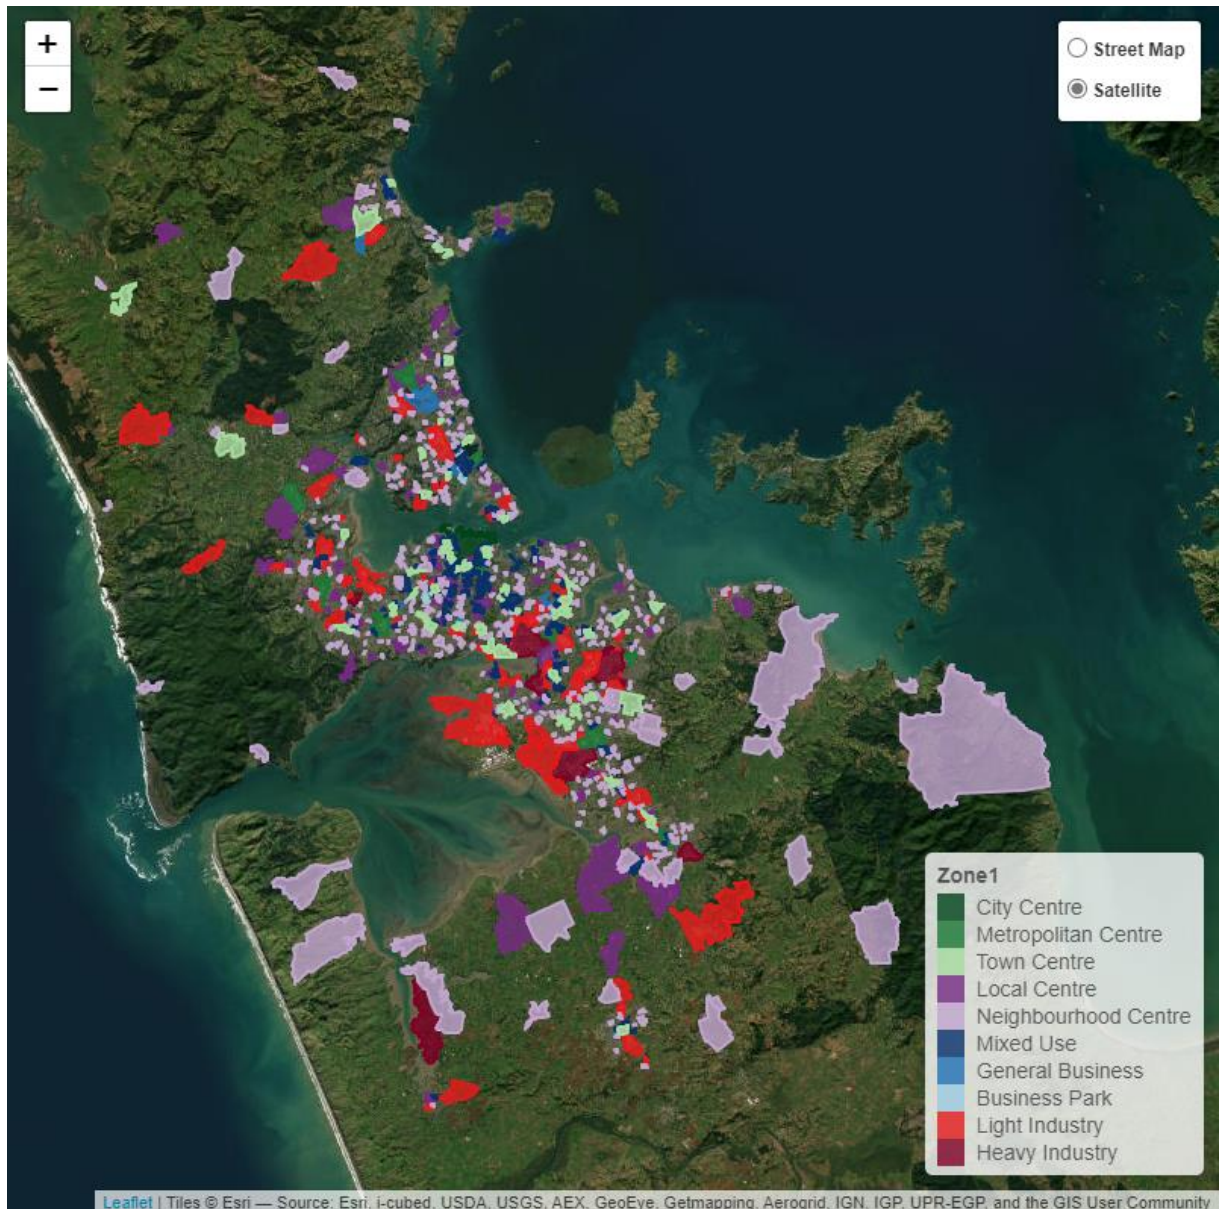 +
−
Street Map
Satellite
Zone1
City Centre
Metropolitan Centre
Town Centre
Local Centre
Neighbourhood Centre
Mixed Use
General Business
Business Park
Light Industry
Heavy Industry
Leaflet | Tiles © Esri — Source: Esri, i-cubed, USDA, USGS, AEX, GeoEye, Getmapping, Aerogrid, IGN, IGP, UPR-EGP, and the GIS User Community